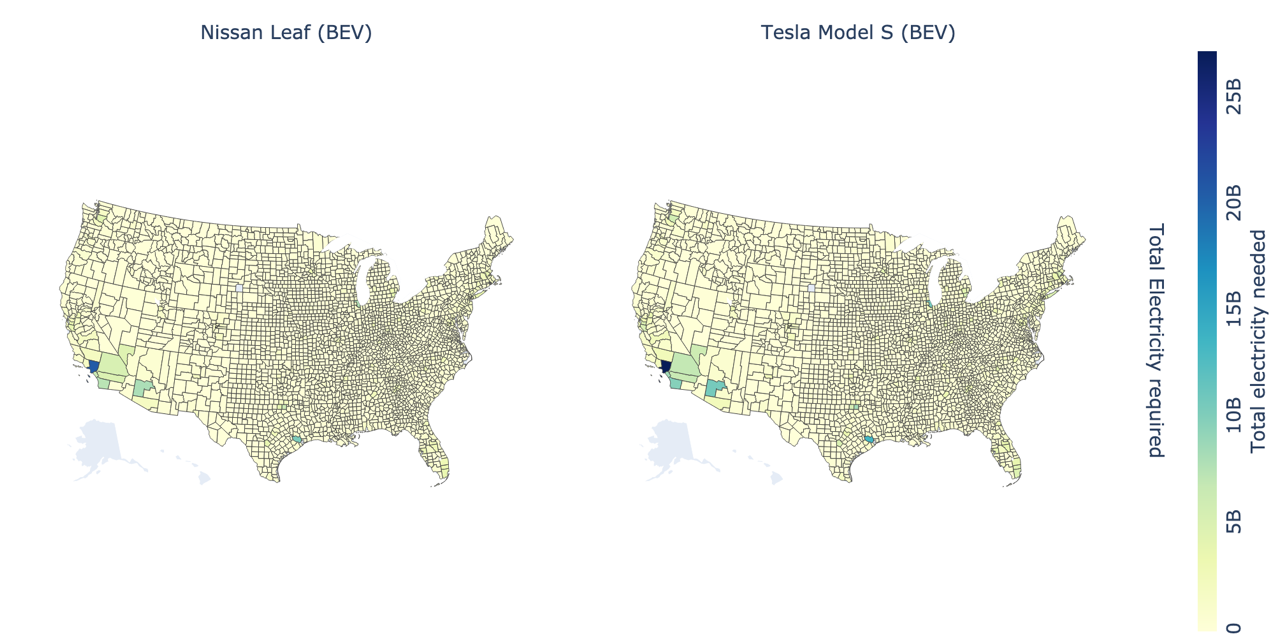 Nissan Leaf (BEV)
Tesla Model S (BEV)
Total Electricity required
25B
20B
15B
10B
5B
0
Total electricity needed